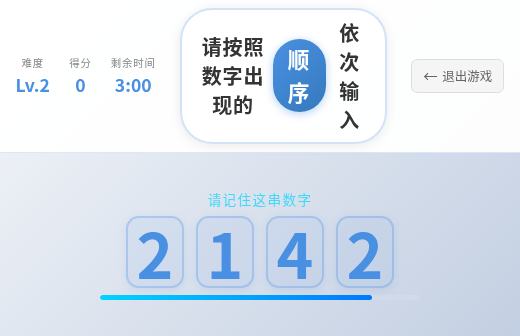 难度
Lv.2
得分
0
剩余时间
3:00
请按照
数字出
现的
顺
序
依
次
输
入
← 退出游戏
请记住这串数字
2 1 4 2